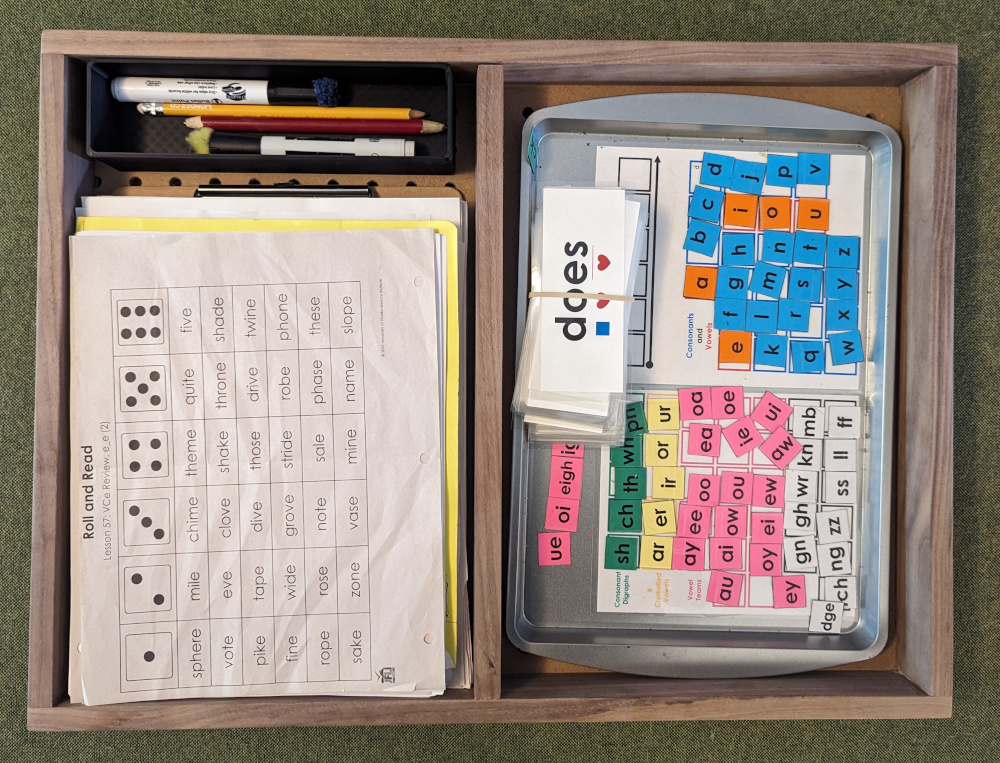 Roll and Read
Lesson 57: VCe Review, e_e (2)
sphere mile chime theme quite five
vote eve clove shake throne shade
pike tape dive those drive twine
fine wide grove stride robe phone
rope rose note sale phase these
sake zone vase mine name slope
UFLI
does
ue oi eigh
Consonant
Digraphs
sh ch th wh ph
R
Controlled
Vowels
ar er ir or ur
Vowel
Teams
ay ee oo ea oa
au ai ow ou ie oe
oy ei ew aw ui
ey
gn gh wr kn mb
dge ng zz ss ll ff
Consonants
and
Vowels
a b c d
e f g h i j
k l m n o p
q r s t u v
w x y z